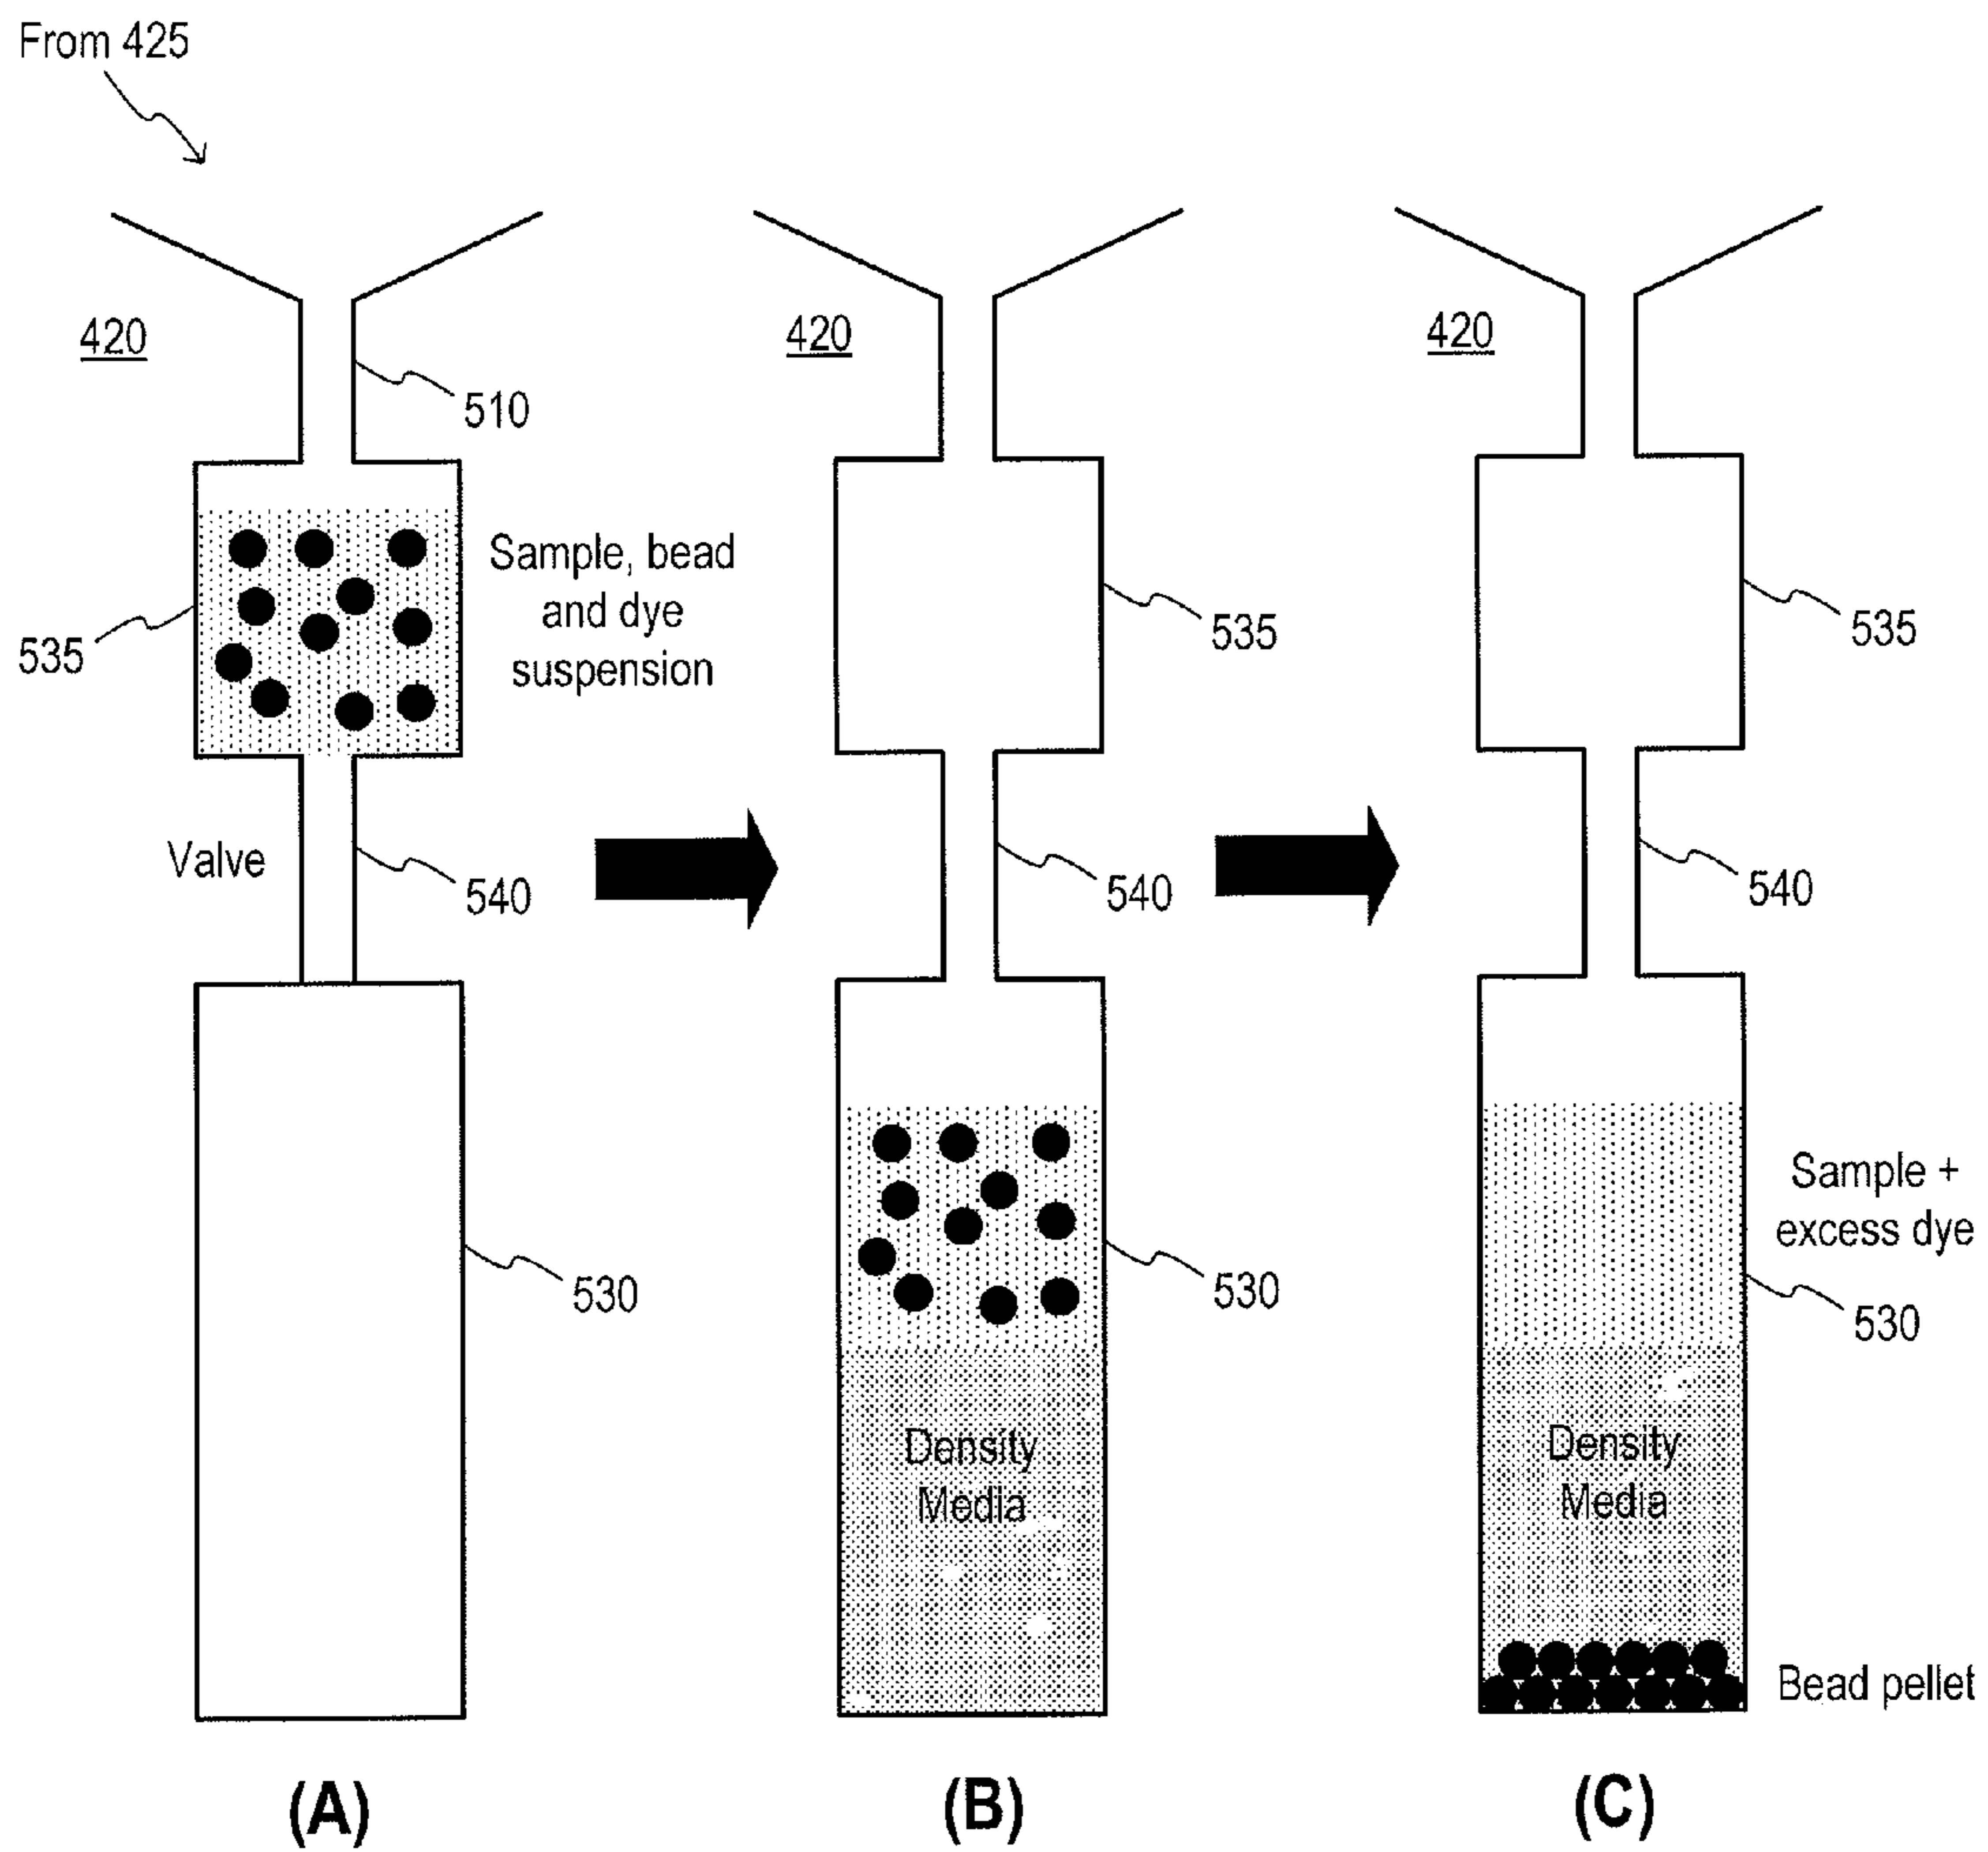 From 425
420
420
420
510
Sample, bead
and dye
suspension
535
535
535
Valve
540
540
540
Sample +
excess dye
530
530
530
Density
Media
Density
Media
Bead pellet
(A)
(B)
(C)